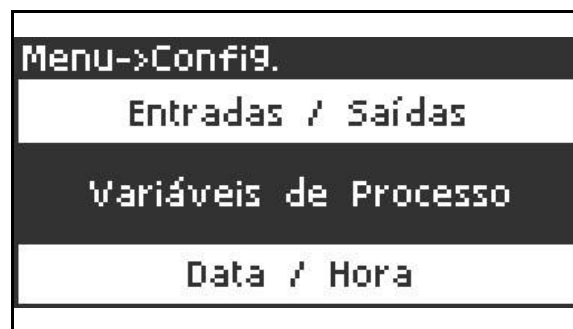 Menu->Config.
Entradas / Saídas
Variáveis de Processo
Data / Hora